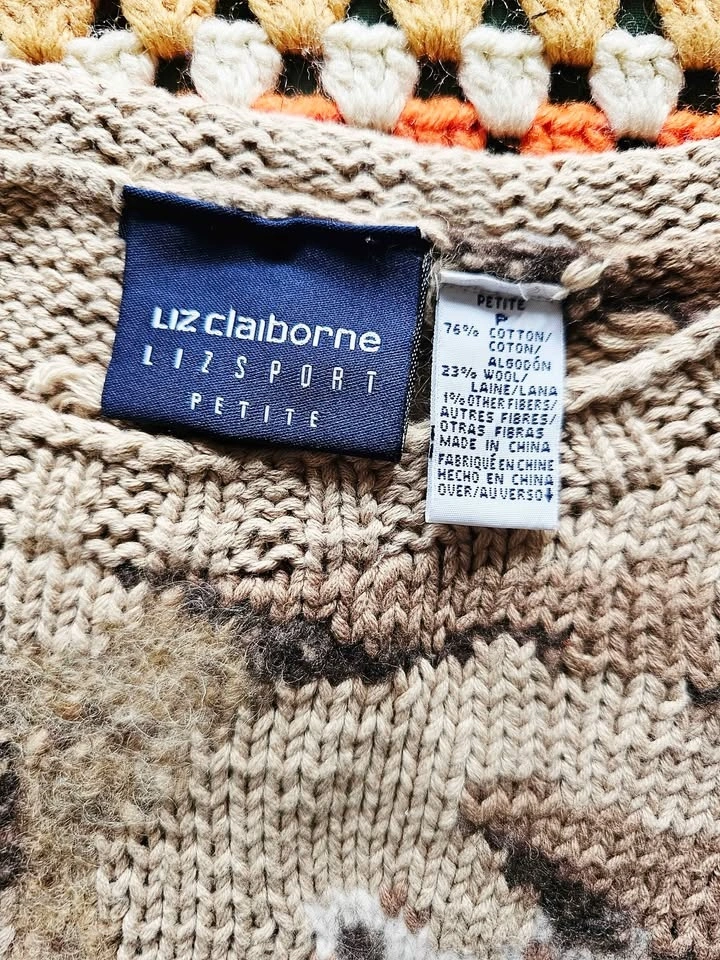 LIZ claiborne
LIZSPORT
PETITE
PETITE
P
76% COTTON/
COTON/
ALGODÓN
23% WOOL/
LAINE/LANA
1% OTHER FIBERS/
AUTRES FIBRES/
OTRAS FIBRAS
MADE IN CHINA
FABRIQUÉ EN CHINE
HECHO EN CHINA
OVER/AU VERSO